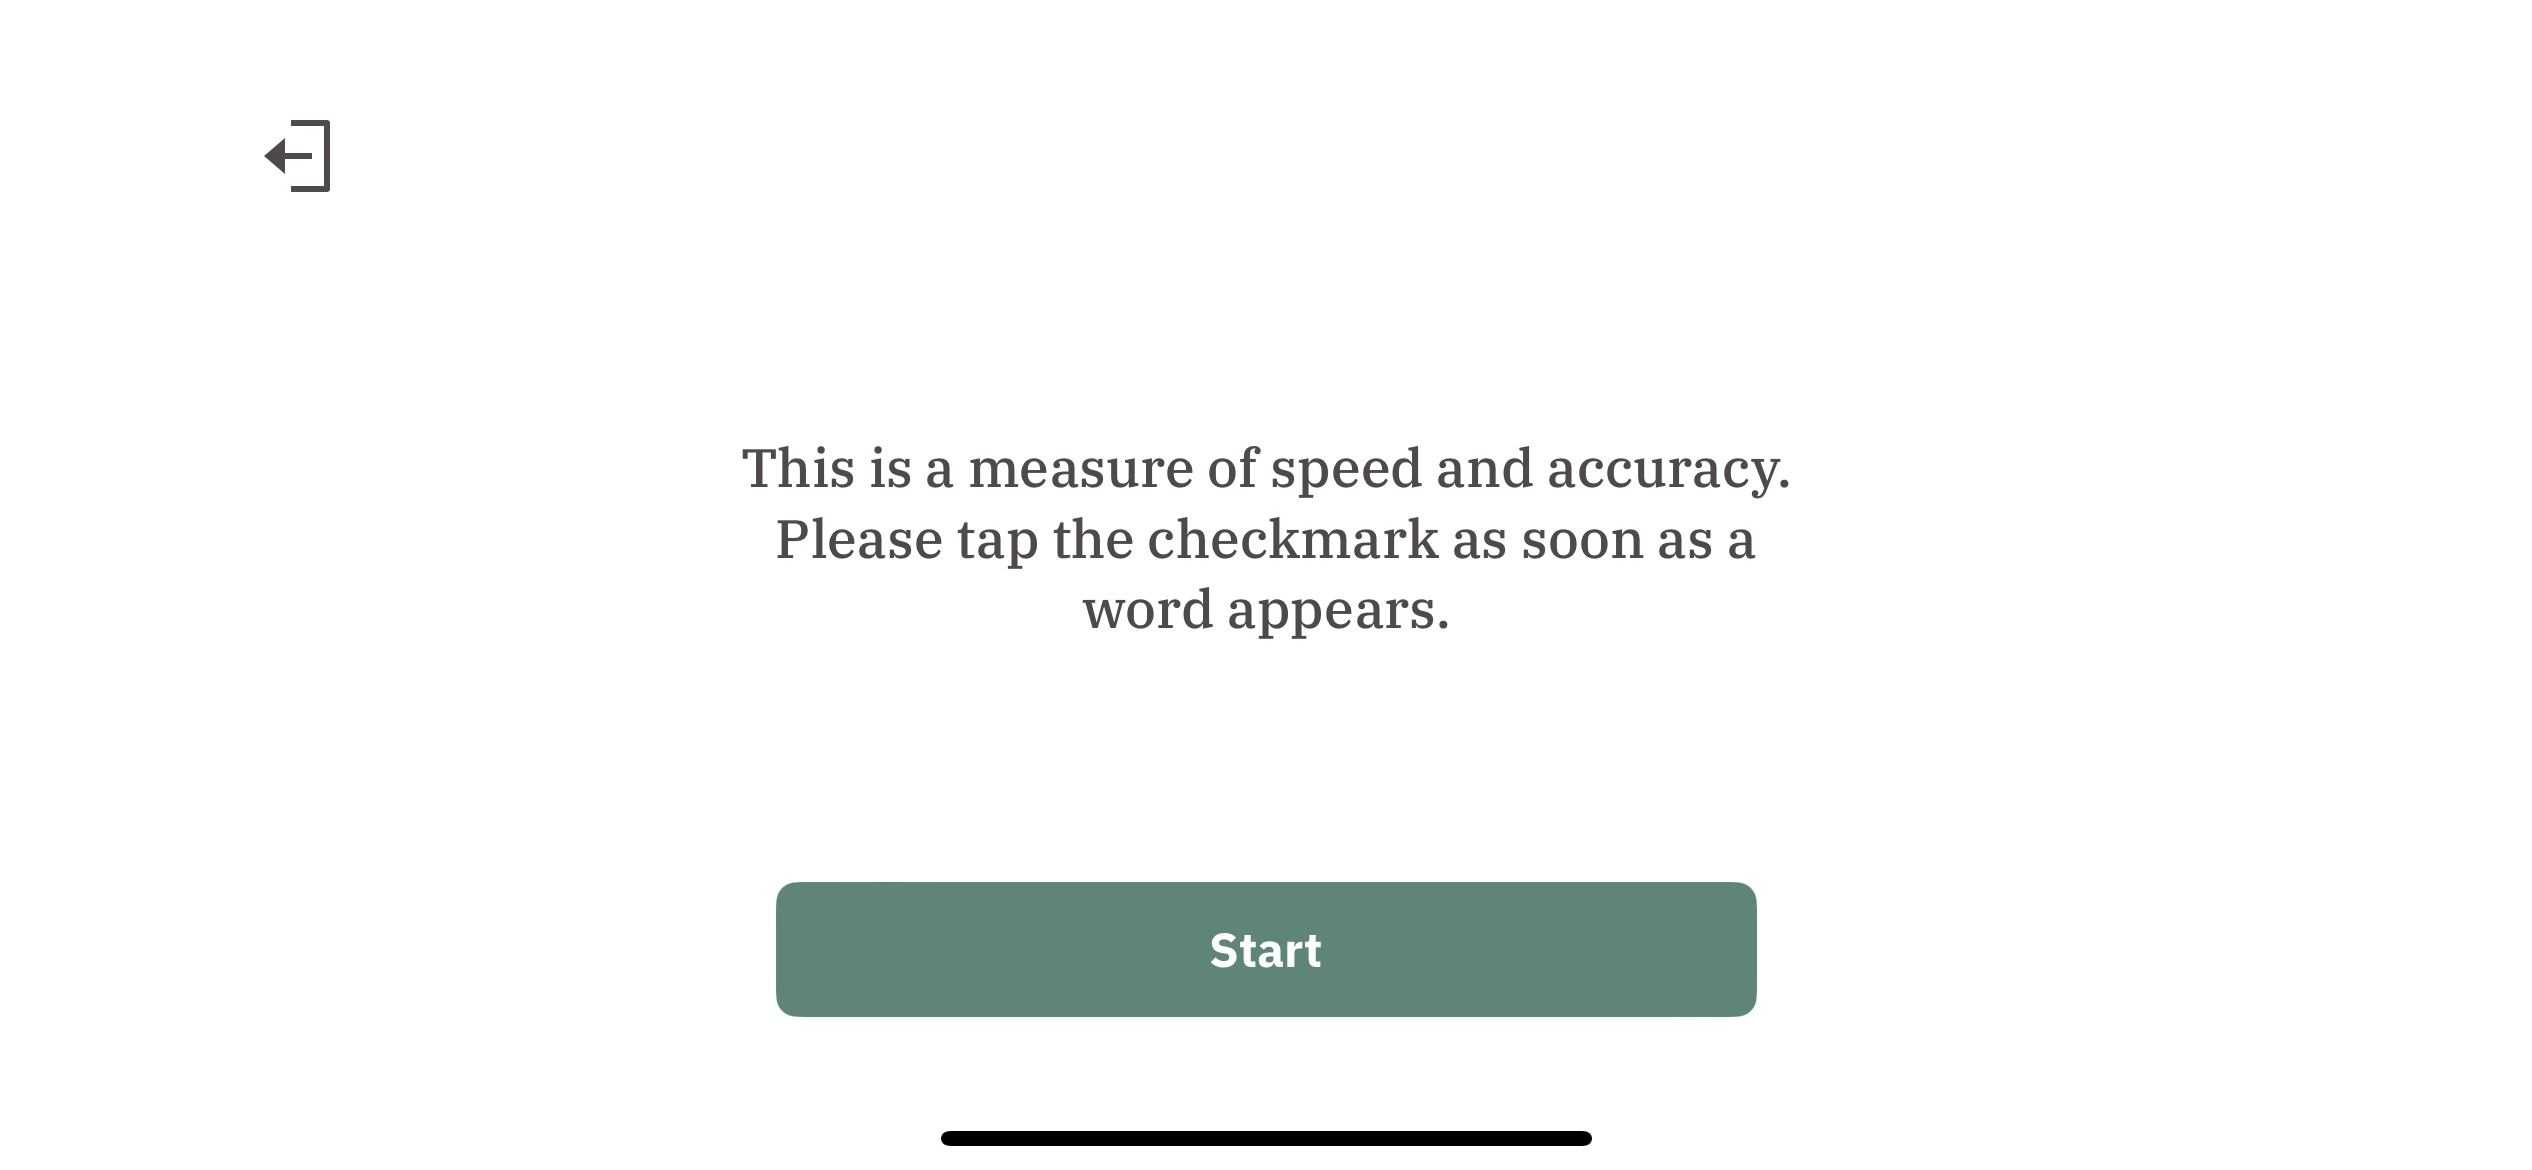 This is a measure of speed and accuracy.
Please tap the checkmark as soon as a
word appears.
Start